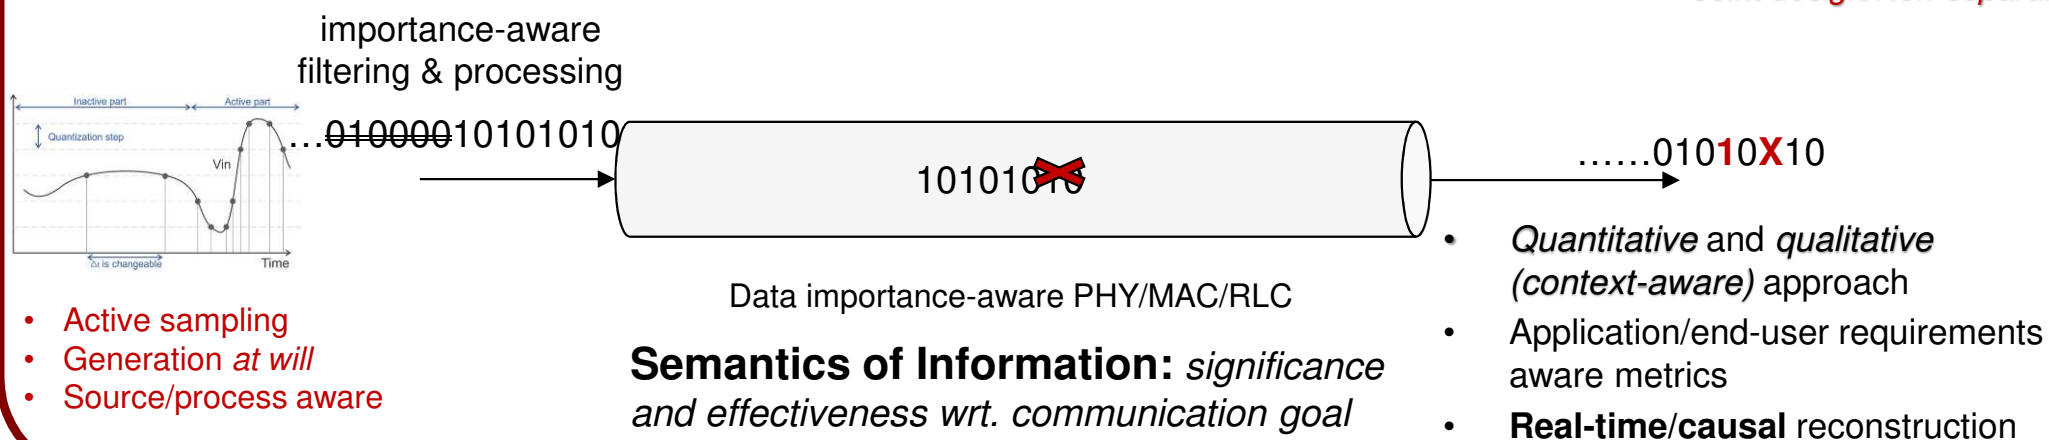 importance-aware
filtering & processing
Inactive part
Active part
Quantization step
Vin
Δt is changeable
Time
…01000010101010
1010101
……01010X10
• Active sampling
• Generation at will
• Source/process aware
Data importance-aware PHY/MAC/RLC
Semantics of Information: significance
and effectiveness wrt. communication goal
• Quantitative and qualitative
(context-aware) approach
• Application/end-user requirements
aware metrics
• Real-time/causal reconstruction